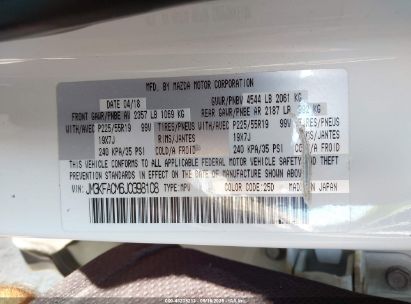 MFD. BY MAZDA MOTOR CORPORATION
DATE 04/18 GVWR/PNBV 4544 LB 2061 KG
FRONT GAWR/PNBE AV 2357 LB 1069 KG REAR GAWR/PNBE AR 2187 LB KG
WITH/AVEC P225/55R19 99V TIRES/PNEUS WITH/AVEC P225/55R19 99V TIRES/PNEUS
19X7J RIMS/JANTES 19X7J RIMS/JANTES
240 KPA/35 PSI COLD/A FROID 240 KPA/35 PSI COLD/A FROID
THIS VEHICLE CONFORMS TO ALL APPLICABLE FEDERAL MOTOR VEHICLE SAFETY, BUMPER, AND THEFT
PREVENTION STANDARDS IN EFFECT ON THE DATE OF MANUFACTURE SHOWN ABOVE.
VIN: JM3KFACM6J0398108 TYPE: MPV COLOR CODE: 25D MADE IN JAPAN